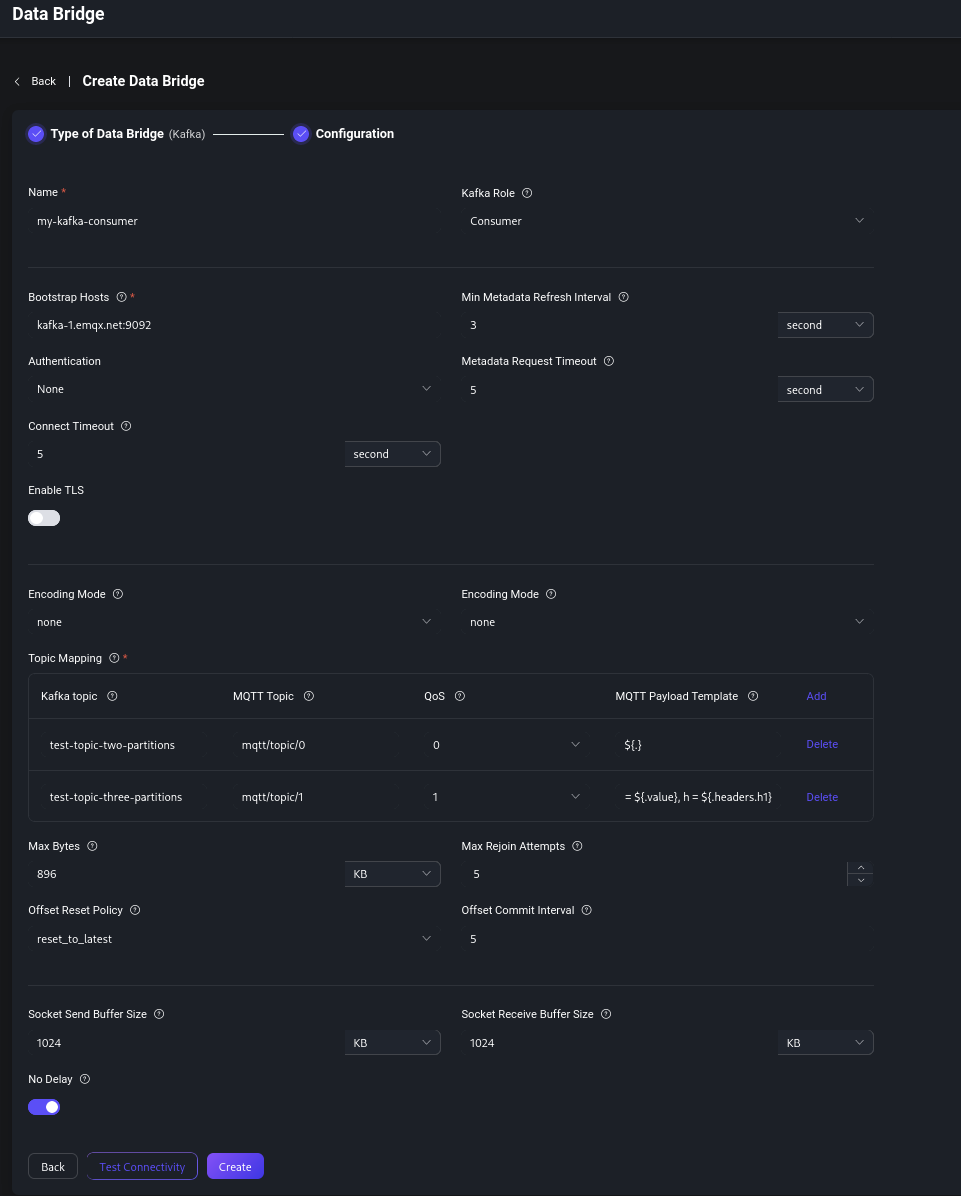 Data Bridge
Back | Create Data Bridge
Type of Data Bridge (Kafka) Configuration
Name * Kafka Role
my-kafka-consumer Consumer
Bootstrap Hosts * Min Metadata Refresh Interval
kafka-1.emqx.net:9092 3 second
Authentication Metadata Request Timeout
None 5 second
Connect Timeout
5 second
Enable TLS
Encoding Mode Encoding Mode
none none
Topic Mapping *
Kafka topic MQTT Topic QoS MQTT Payload Template Add
test-topic-two-partitions mqtt/topic/0 0 ${.} Delete
test-topic-three-partitions mqtt/topic/1 1 = ${.value}, h = ${.headers.h1} Delete
Max Bytes Max Rejoin Attempts
896 KB 5
Offset Reset Policy Offset Commit Interval
reset_to_latest 5
Socket Send Buffer Size Socket Receive Buffer Size
1024 KB 1024 KB
No Delay
Back Test Connectivity Create